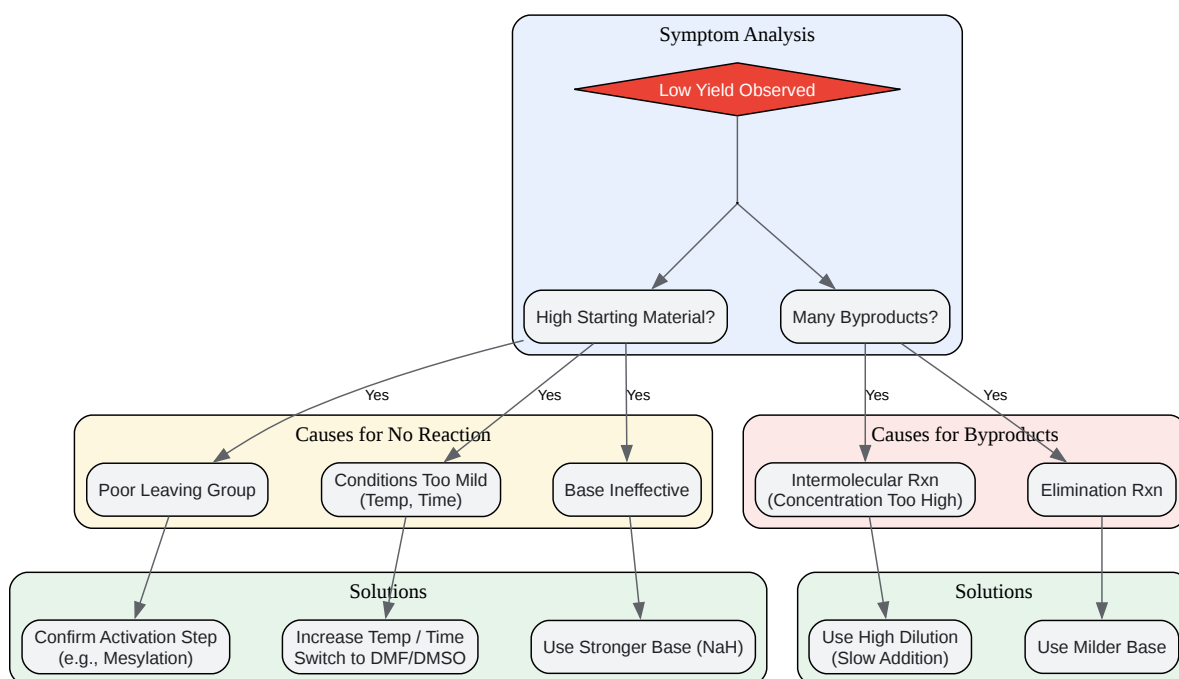 Symptom Analysis
Low Yield Observed
High Starting Material?
Many Byproducts?
Yes
Yes
Yes
Yes
Yes
Causes for No Reaction
Causes for Byproducts
Poor Leaving Group
Conditions Too Mild
(Temp, Time)
Base Ineffective
Intermolecular Rxn
(Concentration Too High)
Elimination Rxn
Solutions
Solutions
Confirm Activation Step
(e.g., Mesylation)
Increase Temp / Time
Switch to DMF/DMSO
Use Stronger Base (NaH)
Use High Dilution
(Slow Addition)
Use Milder Base